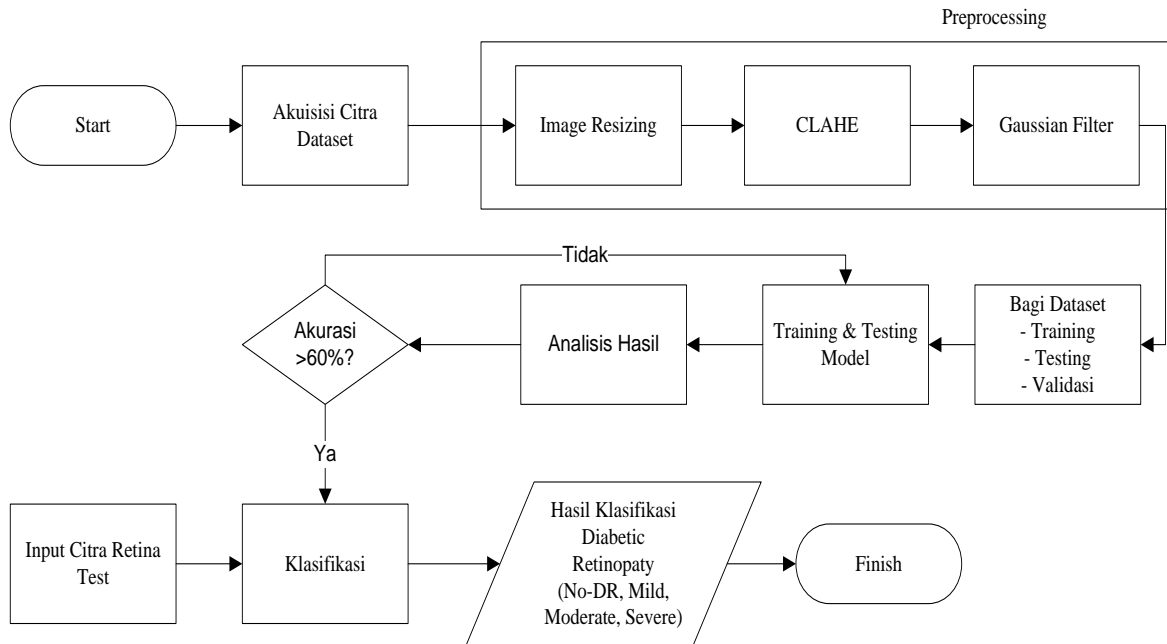 Preprocessing
Start
Akuisisi Citra
Dataset
Image Resizing
CLAHE
Gaussian Filter
Tidak
Akurasi
>60%?
Analisis Hasil
Training & Testing
Model
Bagi Dataset
- Training
- Testing
- Validasi
Ya
Input Citra Retina
Test
Klasifikasi
Hasil Klasifikasi
Diabetic
Retinopaty
(No-DR, Mild,
Moderate, Severe)
Finish